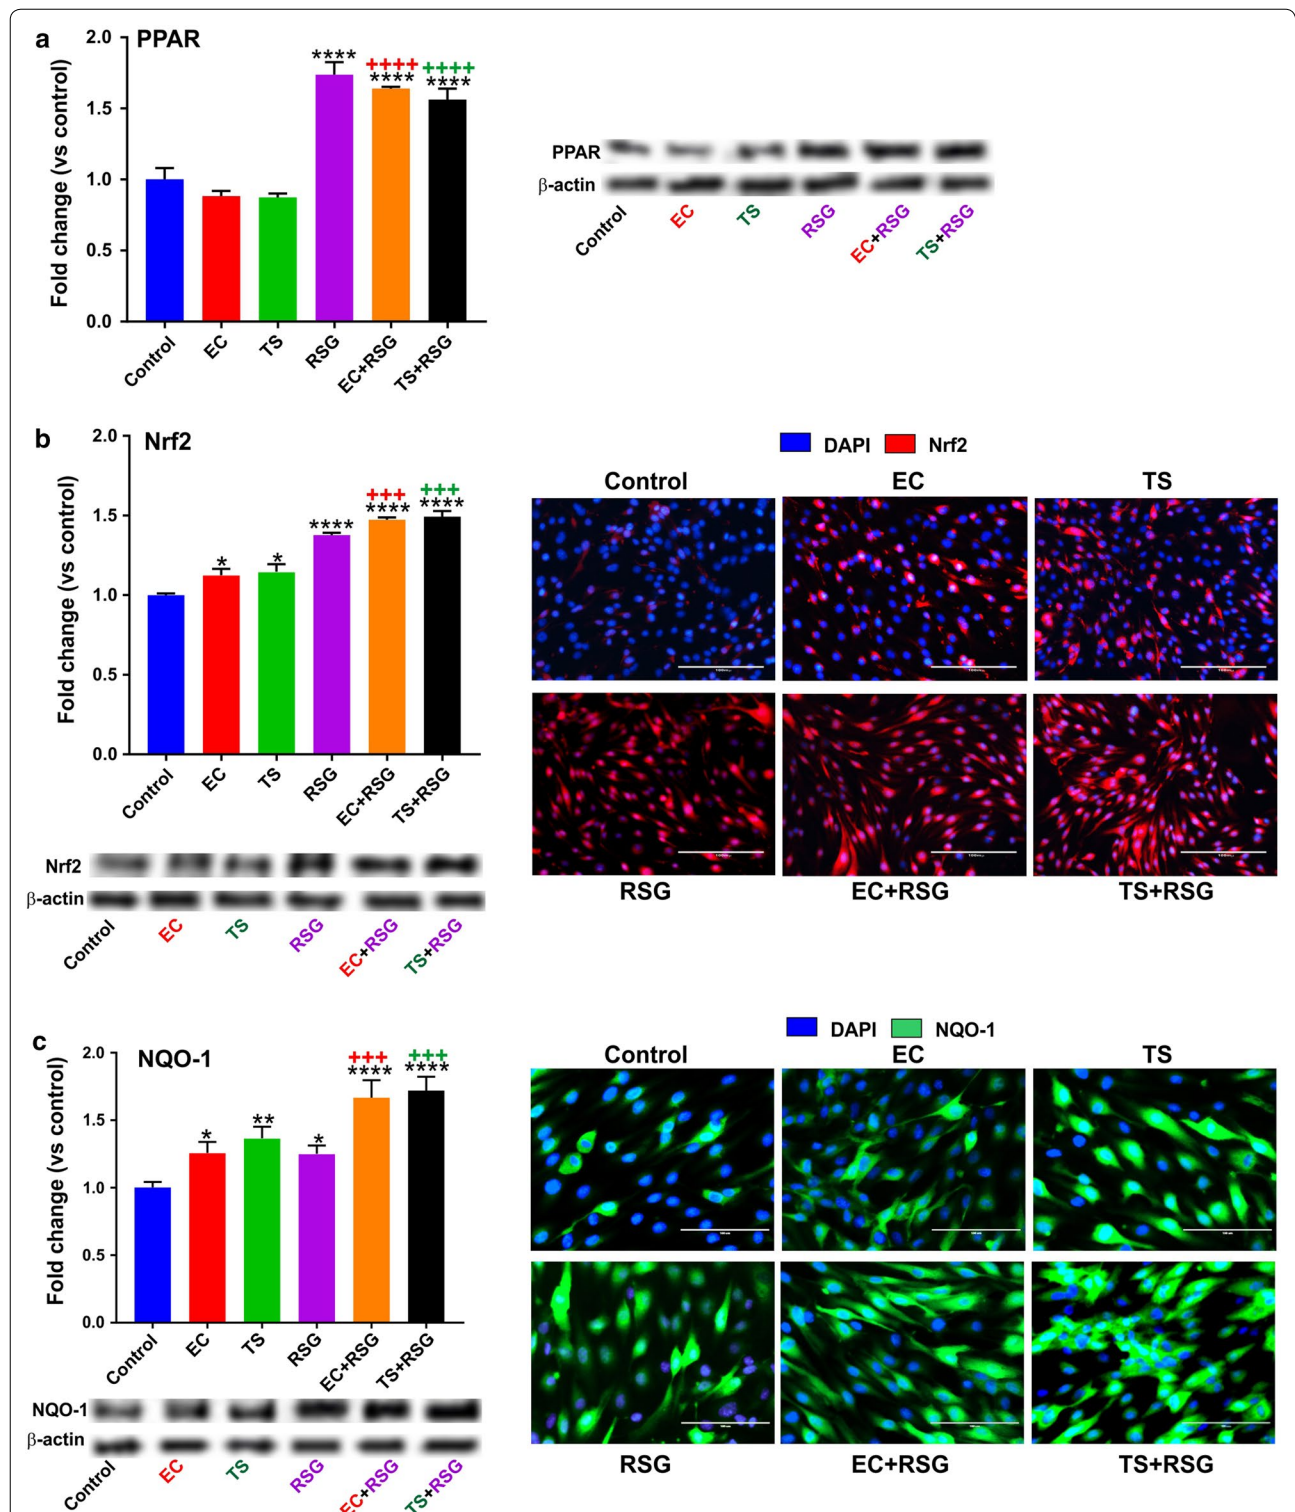 a
PPAR
Fold change (vs control)
2.0
1.5
1.0
0.5
0.0
****
++++
****
++++
****
Control
EC
TS
RSG
EC+RSG
TS+RSG
PPAR
β-actin
Control
EC
TS
RSG
EC+RSG
TS+RSG
b
Nrf2
Fold change (vs control)
2.0
1.5
1.0
0.5
0.0
*
*
****
+++
****
+++
****
Control
EC
TS
RSG
EC+RSG
TS+RSG
Nrf2
β-actin
Control
EC
TS
RSG
EC+RSG
TS+RSG
DAPI Nrf2
Control EC TS
RSG EC+RSG TS+RSG
c
NQO-1
Fold change (vs control)
2.0
1.5
1.0
0.5
0.0
*
**
*
+++
****
+++
****
Control
EC
TS
RSG
EC+RSG
TS+RSG
NQO-1
β-actin
Control
EC
TS
RSG
EC+RSG
TS+RSG
DAPI NQO-1
Control EC TS
RSG EC+RSG TS+RSG